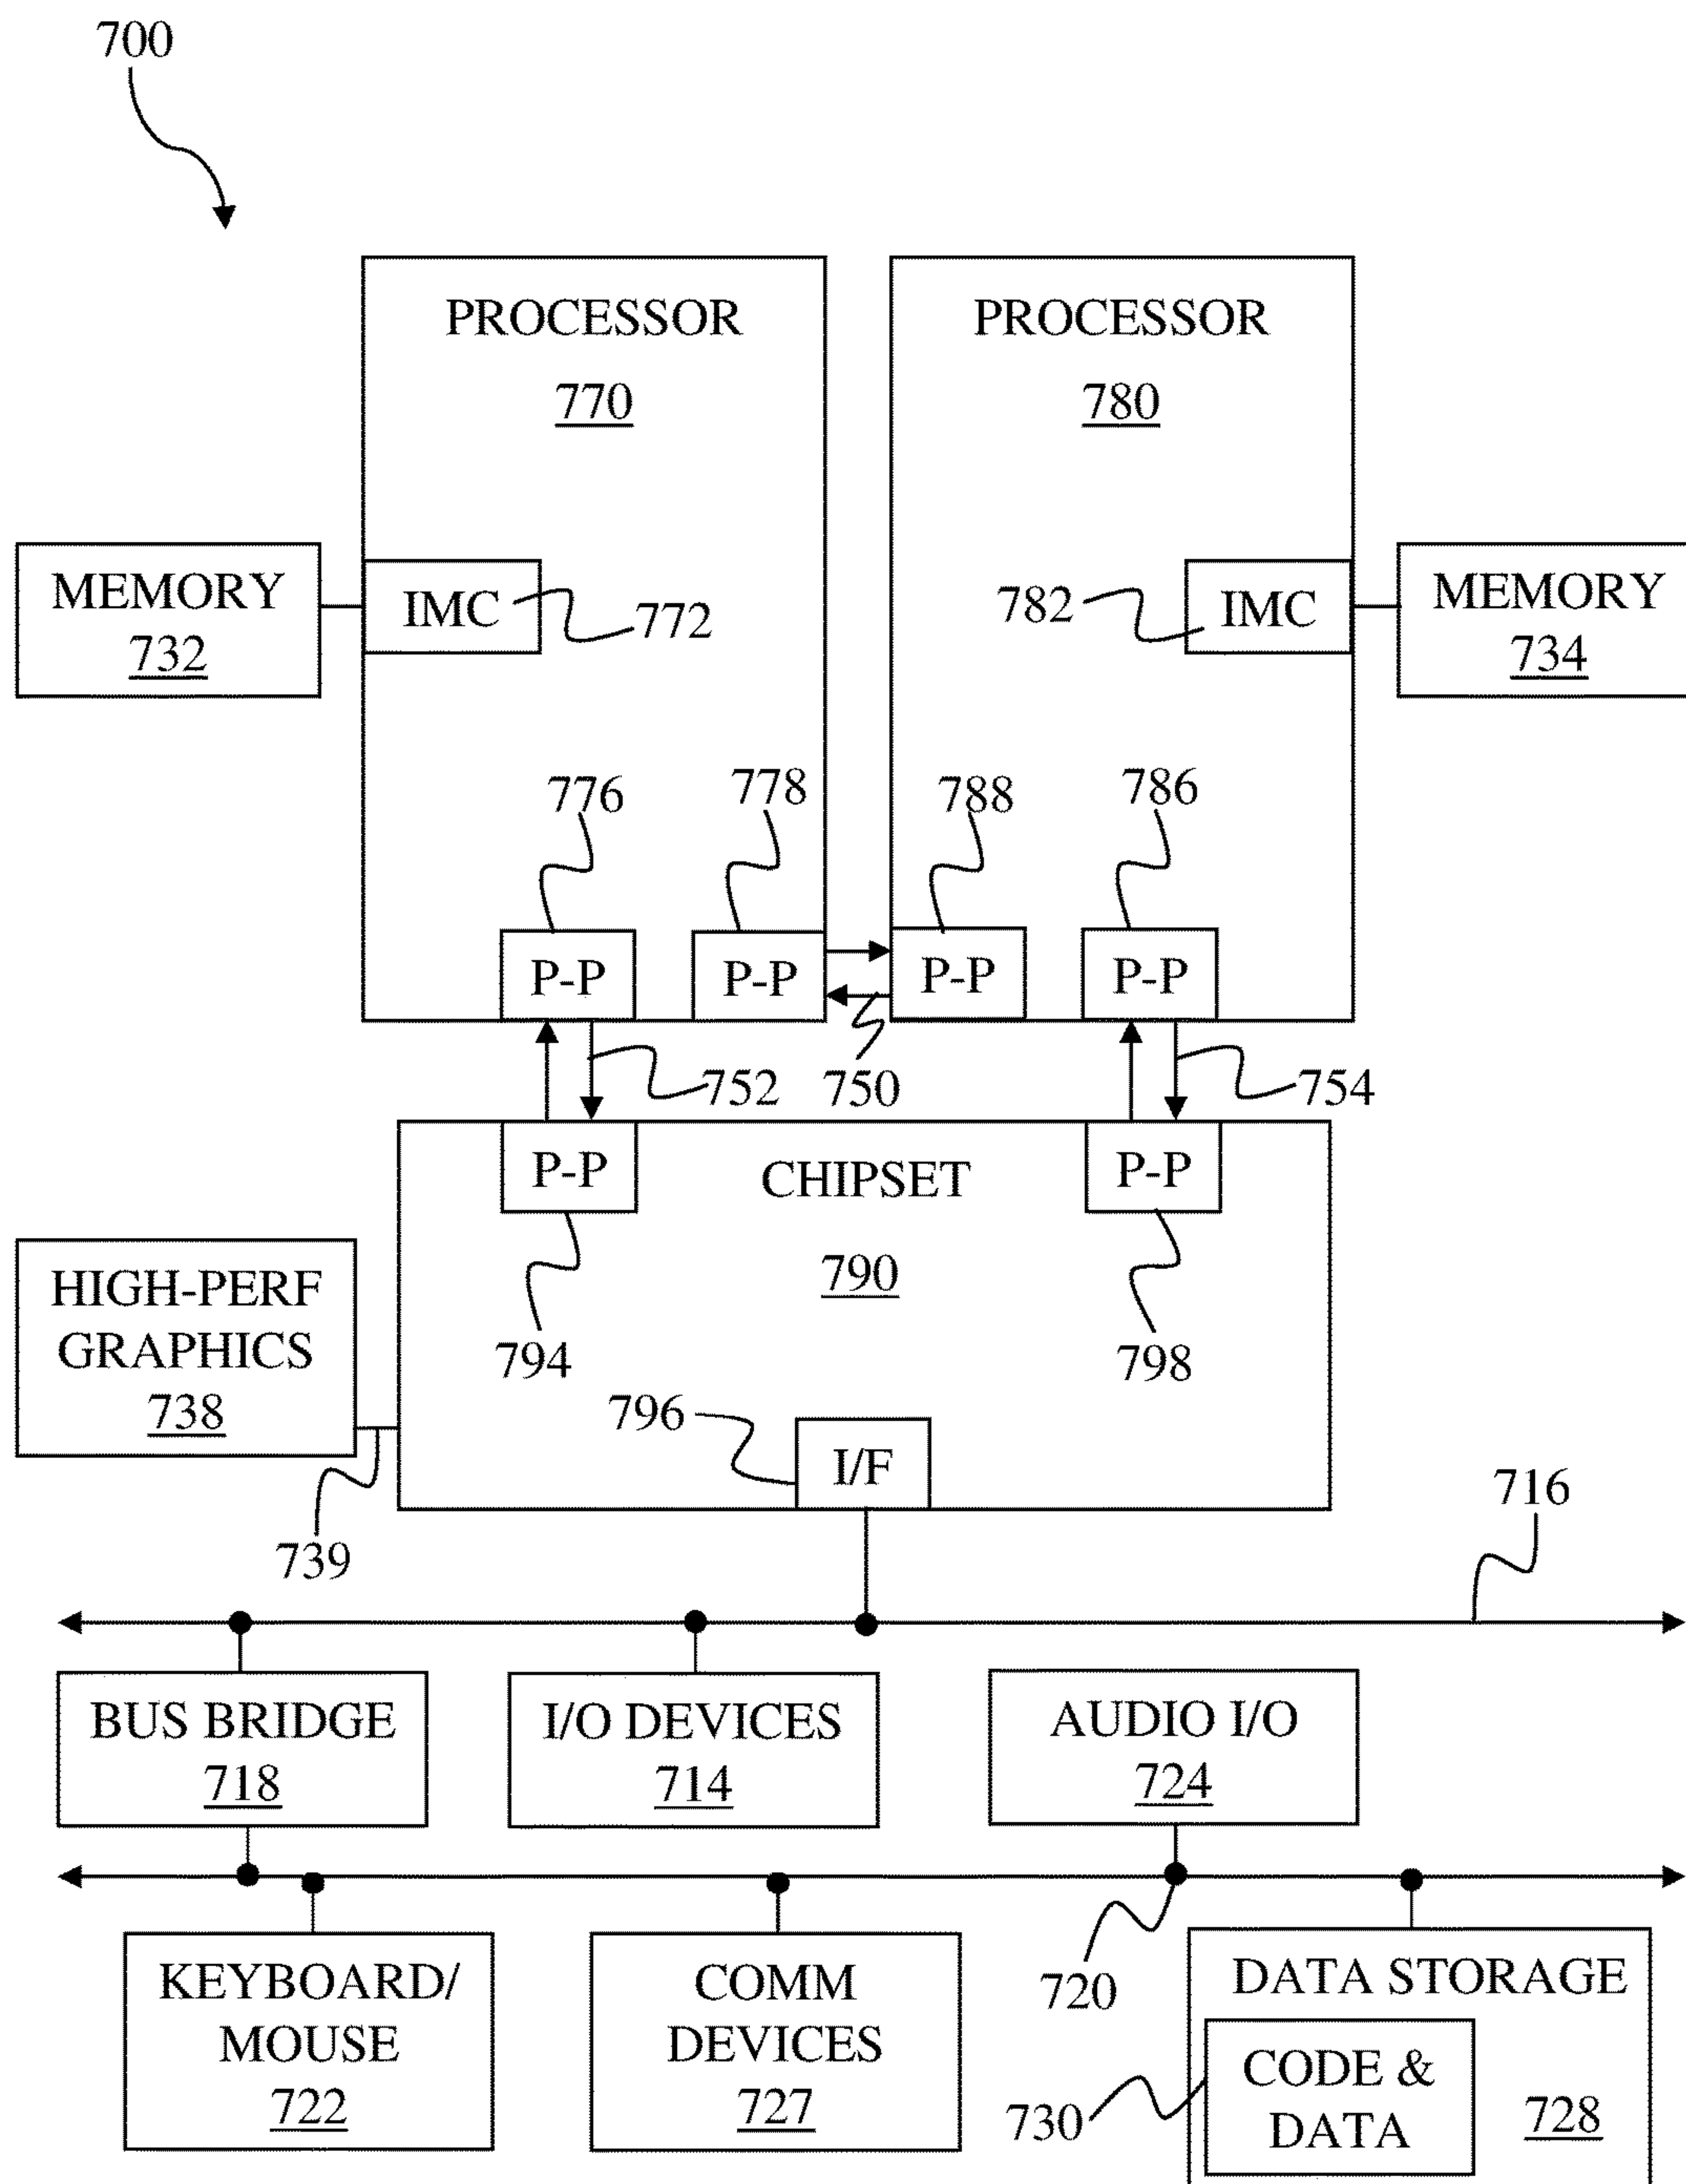 700
PROCESSOR
770
PROCESSOR
780
MEMORY
732
IMC
772
782
IMC
MEMORY
734
776
778
788
786
P-P
P-P
P-P
P-P
752
750
754
P-P
CHIPSET
P-P
790
HIGH-PERF
GRAPHICS
738
794
798
796
I/F
739
716
BUS BRIDGE
718
I/O DEVICES
714
AUDIO I/O
724
720
KEYBOARD/
MOUSE
722
COMM
DEVICES
727
DATA STORAGE
CODE &
DATA
730
728